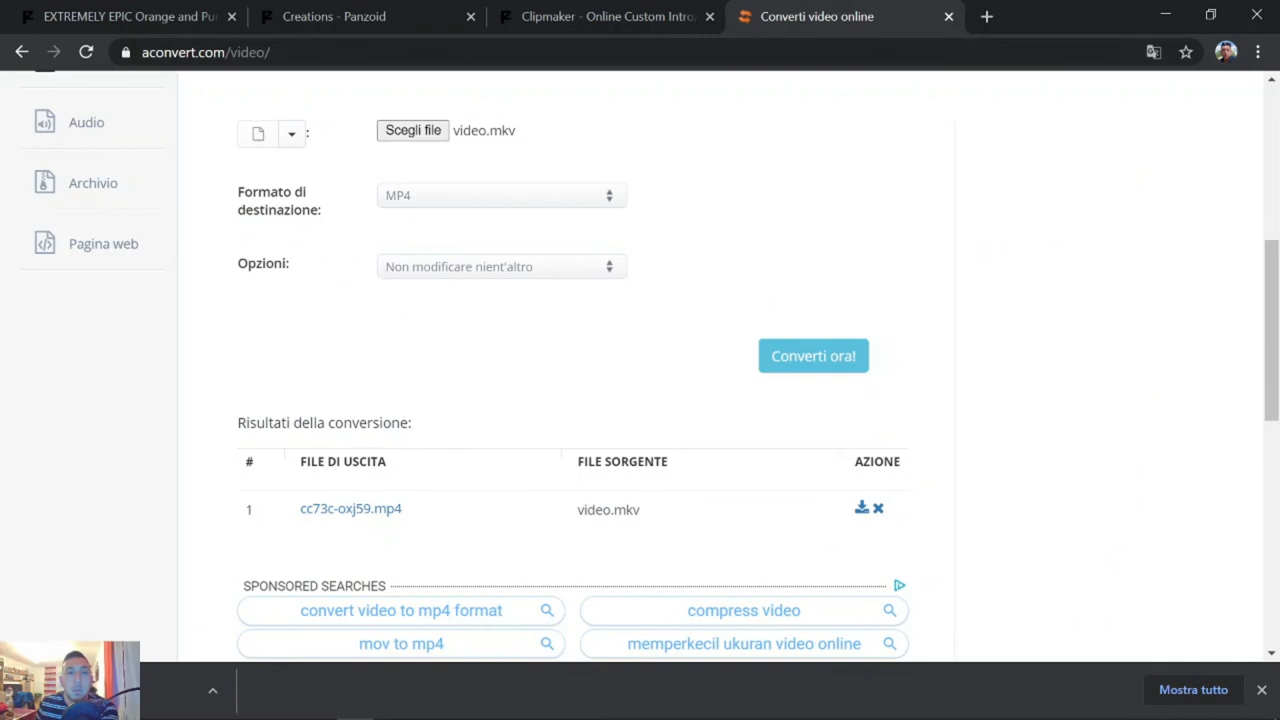 EXTREMELY EPIC Orange and Pu
Creations - Panzoid
Clipmaker - Online Custom Intro
Converti video online
aconvert.com/video/
Audio
Archivio
Pagina web
:
Scegli file video.mkv
Formato di
destinazione:
MP4
Opzioni:
Non modificare nient'altro
Converti ora!
Risultati della conversione:
# FILE DI USCITA FILE SORGENTE AZIONE
1 cc73c-oxj59.mp4 video.mkv
SPONSORED SEARCHES
convert video to mp4 format
compress video
mov to mp4
memperkecil ukuran video online
Mostra tutto